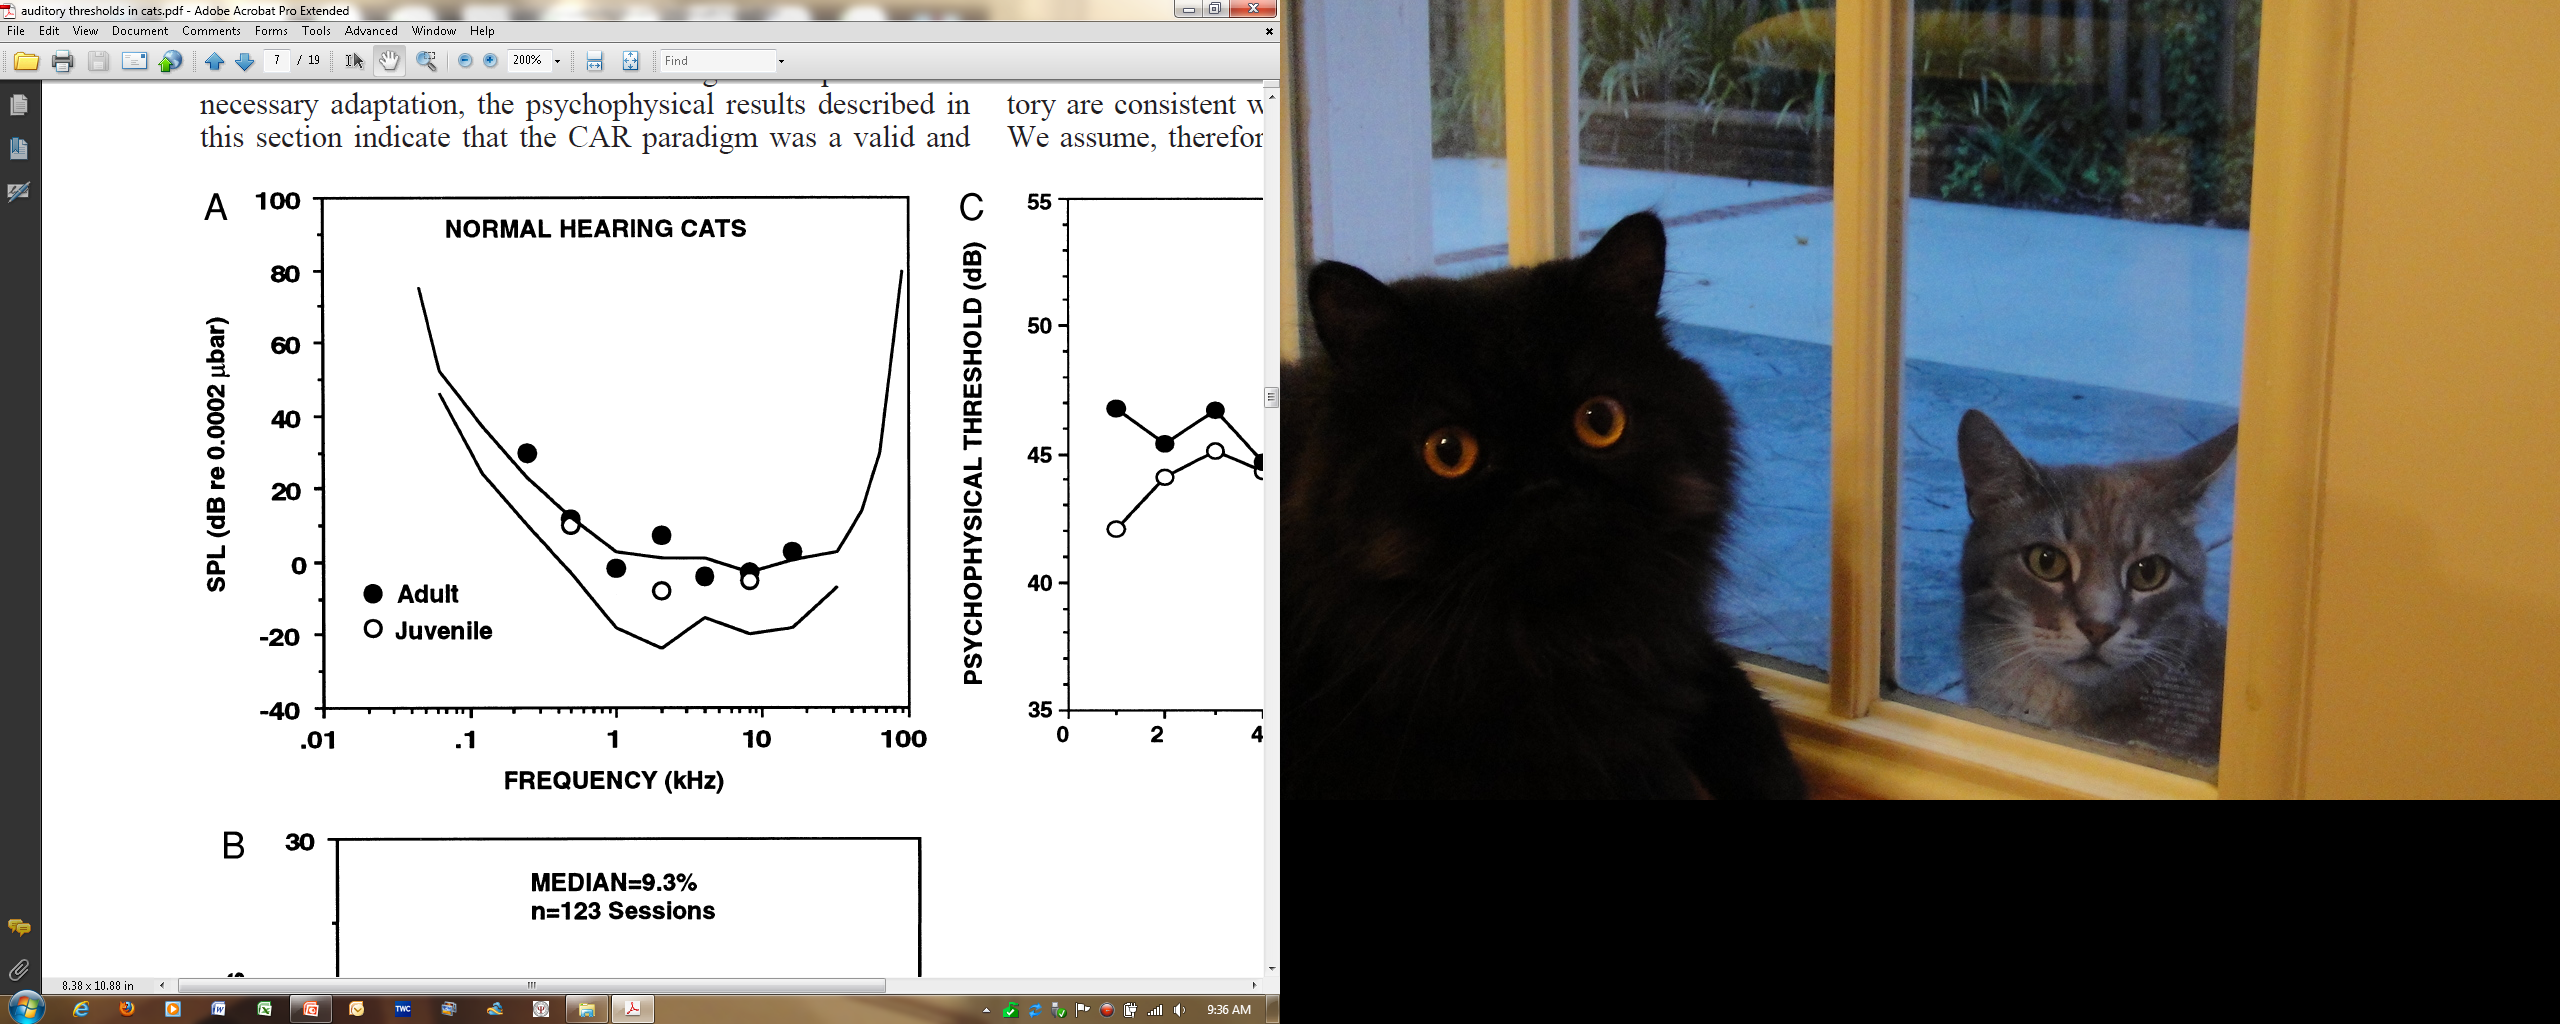 auditory thresholds in cats.pdf - Adobe Acrobat Pro Extended
File Edit View Document Comments Forms Tools Advanced Window Help
7 / 19 200% Find
necessary adaptation, the psychophysical results described in
this section indicate that the CAR paradigm was a valid and
tory are consistent w
We assume, therefor
A
NORMAL HEARING CATS
SPL (dB re 0.0002 µbar)
100
80
60
40
20
0
-20
-40
Adult
Juvenile
.01 .1 1 10 100
FREQUENCY (kHz)
C
PSYCHOPHYSICAL THRESHOLD (dB)
55
50
45
40
35
0 2 4
B
30
MEDIAN=9.3%
n=123 Sessions
8.38 x 10.88 in
TWC
9:36 AM